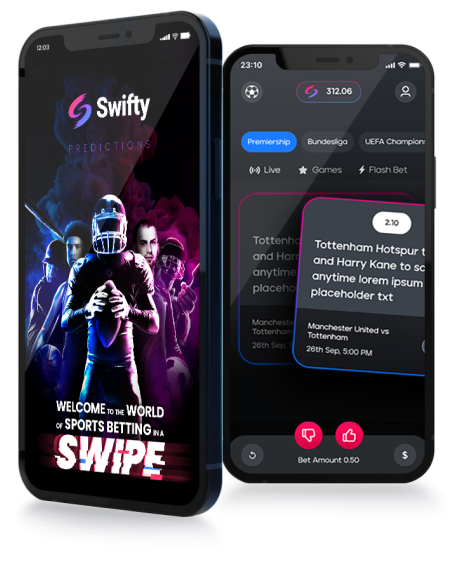 12:03
Swifty
PREDICTIONS
WELCOME TO THE WORLD
OF SPORTS BETTING IN A
SWIPE
23:10
312.06
Premiership
Bundesliga
UEFA Champion
Live
Games
Flash Bet
2.10
Tottenha
and Harry
anytime
placeho
Manchest
Tottenham
26th Sep,
Tottenham Hotspur t
and Harry Kane to sc
anytime lorem ipsum
placeholder txt
Manchester United vs
Tottenham
26th Sep, 5:00 PM
Bet Amount 0.50
$